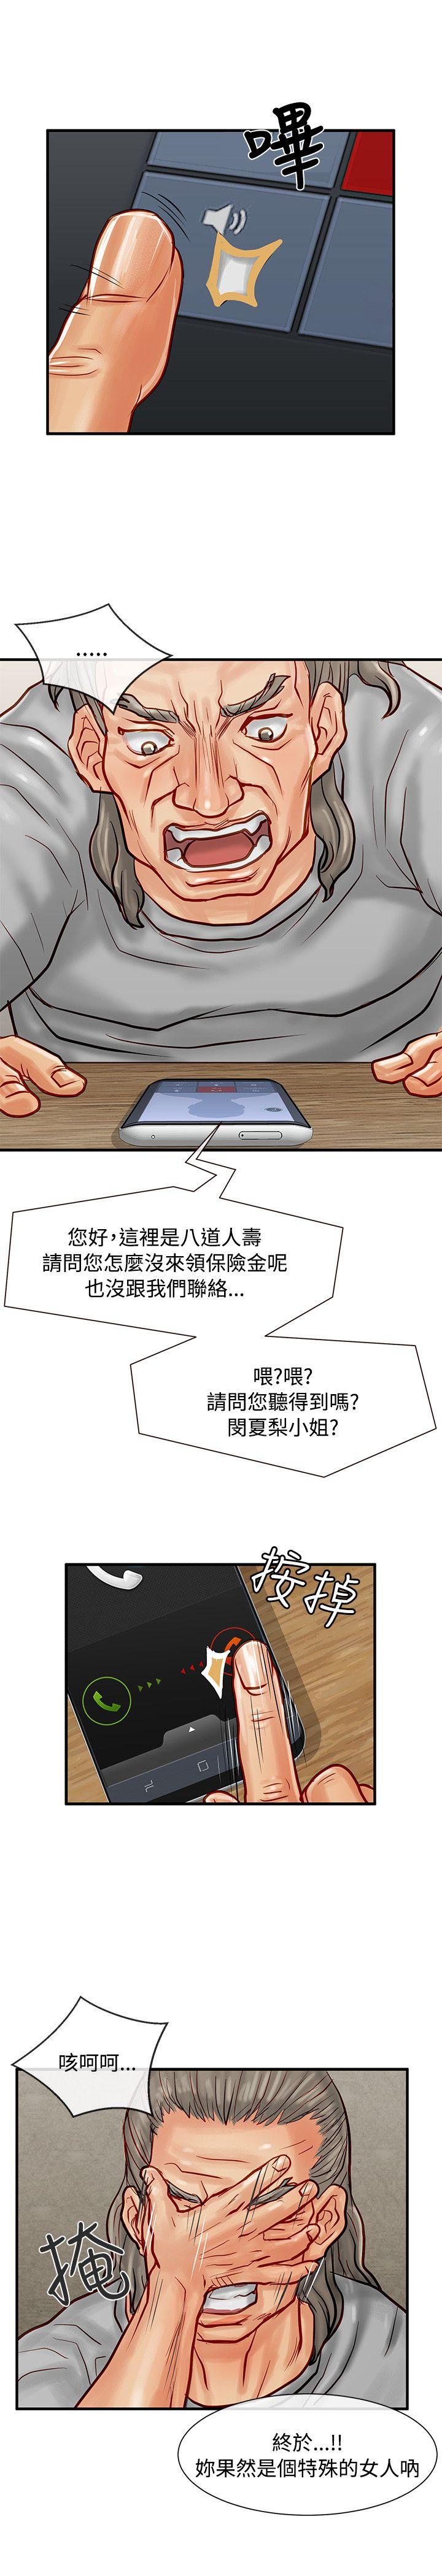 嗶
.....
您好，這裡是八道人壽
請問您怎麼沒來領保險金呢
也沒跟我們聯絡...
喂?喂?
請問您聽得到嗎?
閔夏梨小姐?
按掉
咳呵呵...
掩
終於...!!
妳果然是個特殊的女人吶